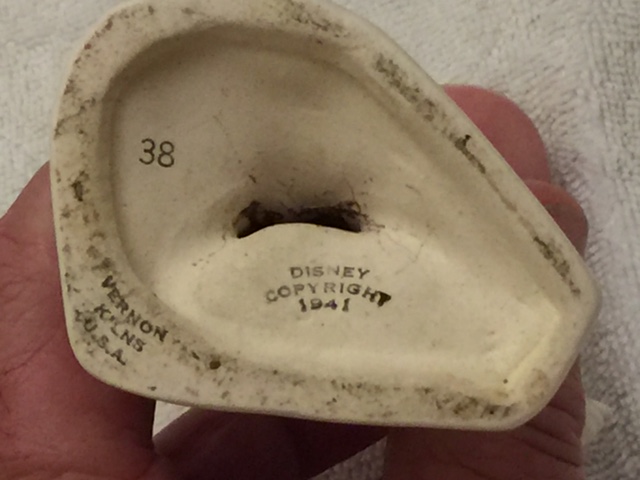 38
DISNEY
COPYRIGHT
1941
VERNON
KILNS
U.S.A.